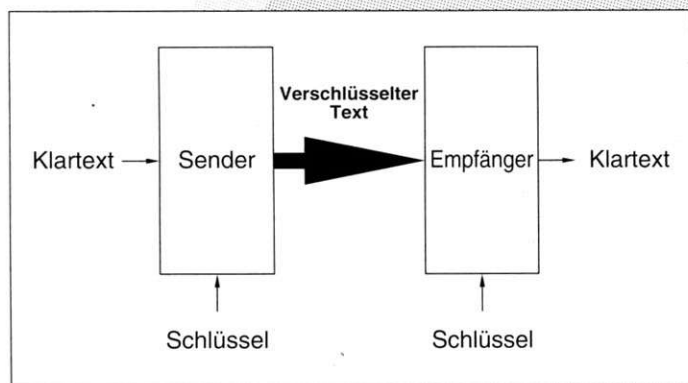 Verschlüsselter
Text
Klartext
Sender
Empfänger
Klartext
Schlüssel
Schlüssel